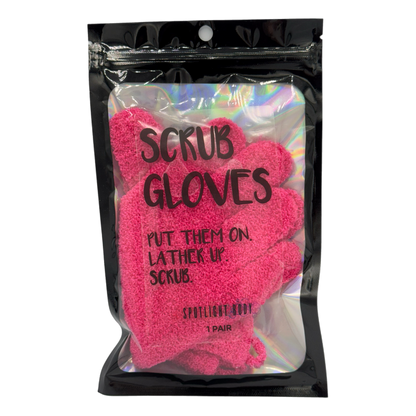 SCRUB
GLOVES
PUT THEM ON.
LATHER UP.
SCRUB.
SPOTLIGHT BODY
1 PAIR